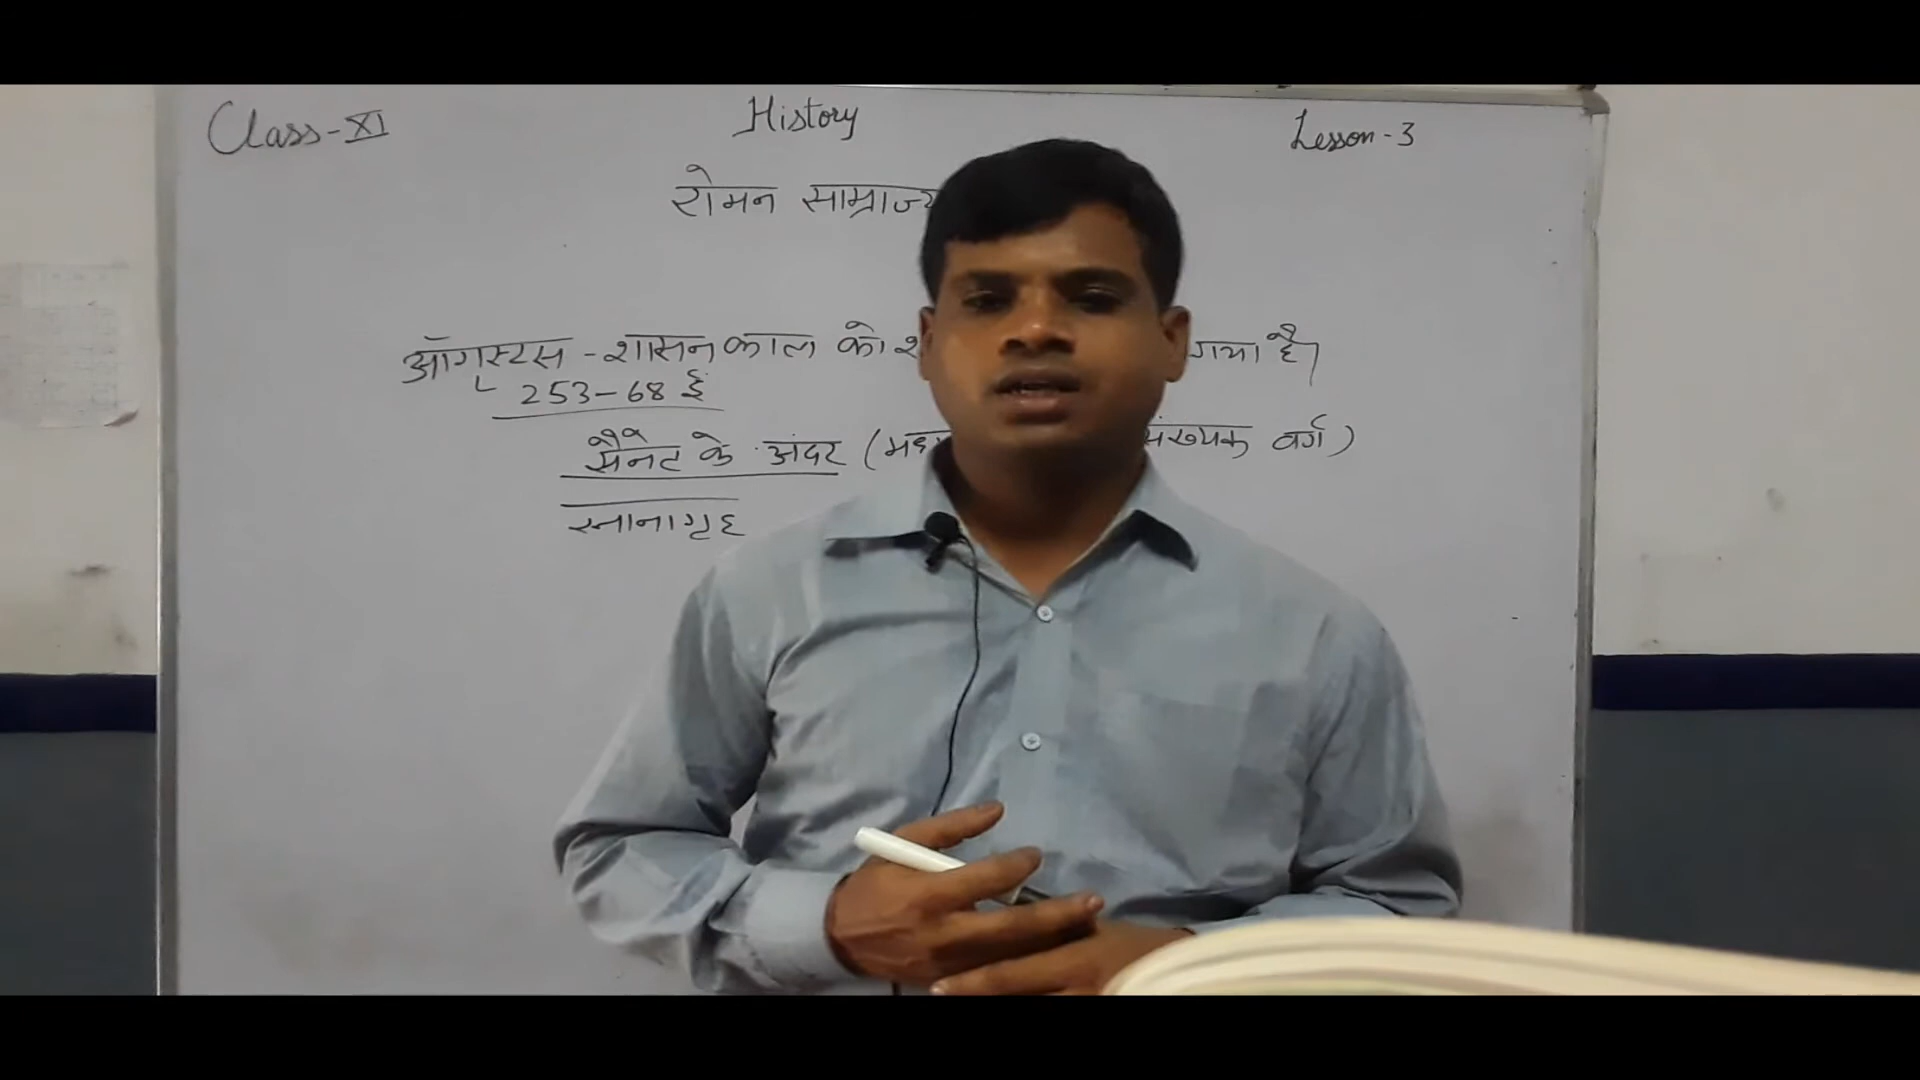 Class-XI History Lesson-3
रोमन साम्राज्य
ऑगस्टस - शासनकाल को गया है।
253-68 ई
सैनेट के अंदर ( वर्ग )
स्नानागृह